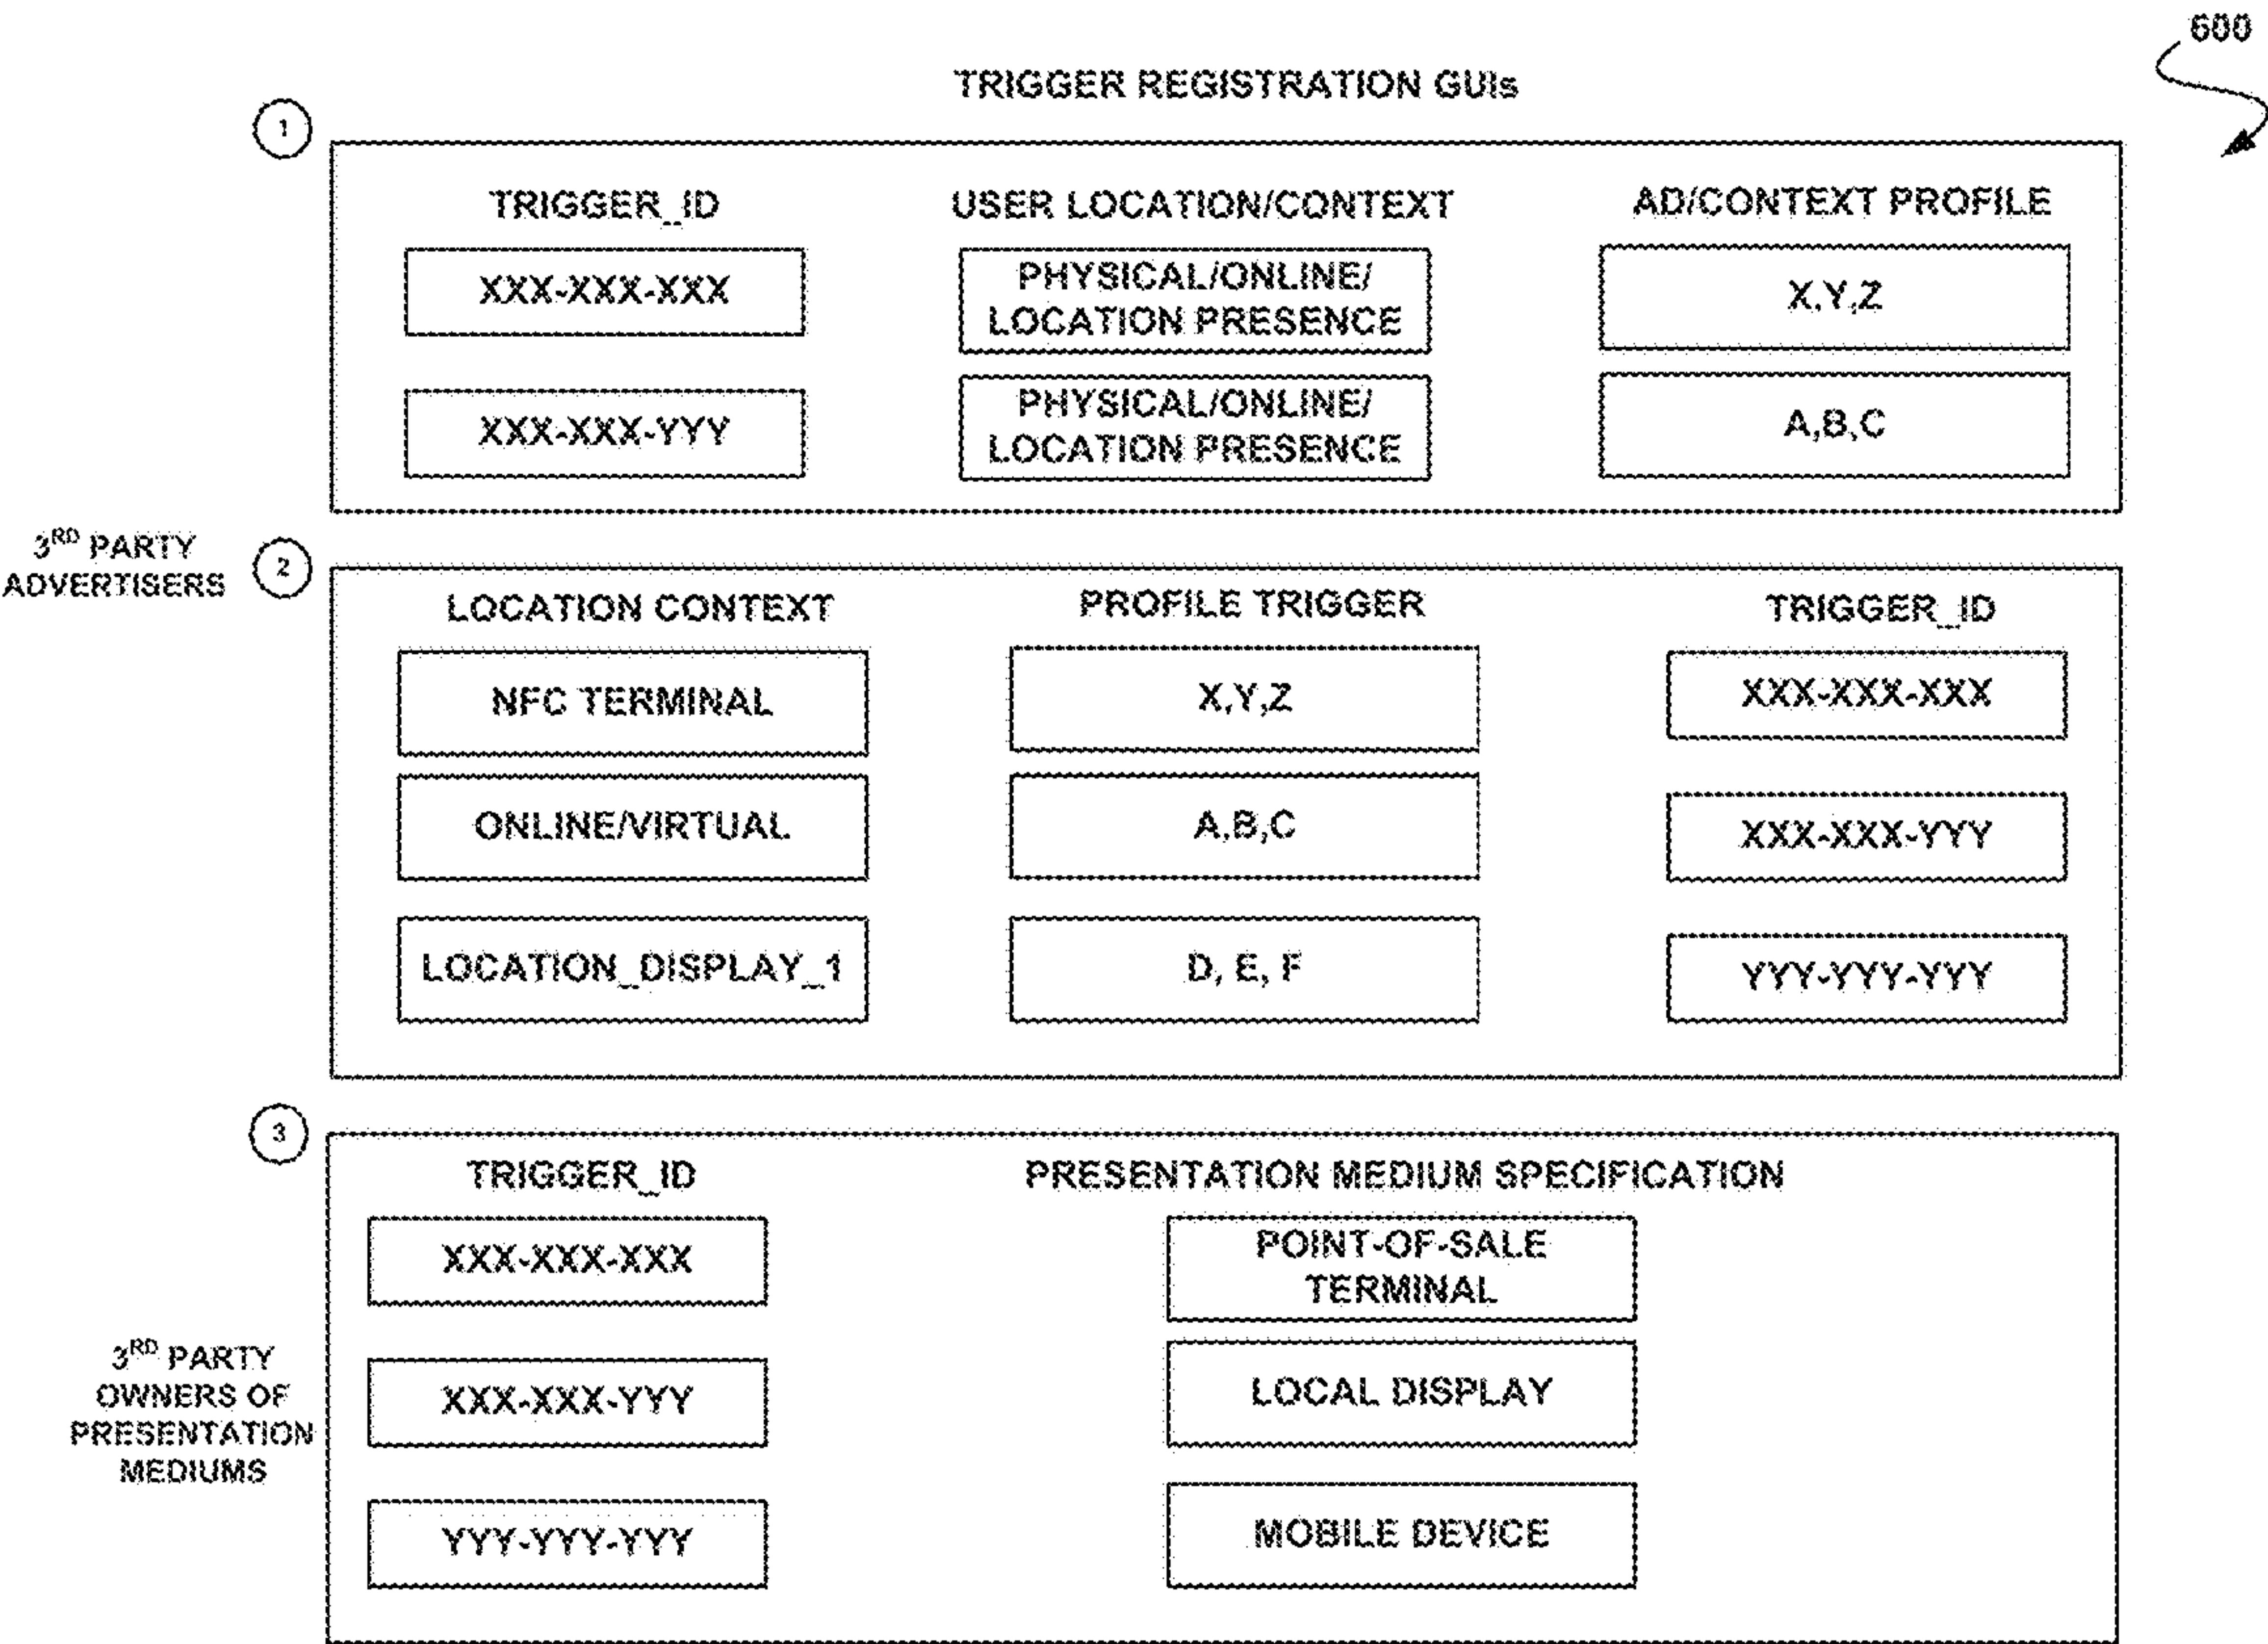 600
TRIGGER REGISTRATION GUIs
1
TRIGGER_ID USER LOCATION/CONTEXT AD/CONTEXT PROFILE
XXX-XXX-XXX
PHYSICAL/ONLINE/
LOCATION PRESENCE
X,Y,Z
XXX-XXX-YYY
PHYSICAL/ONLINE/
LOCATION PRESENCE
A,B,C
3RD PARTY
ADVERTISERS
2
LOCATION CONTEXT PROFILE TRIGGER TRIGGER_ID
NFC TERMINAL X,Y,Z XXX-XXX-XXX
ONLINE/VIRTUAL A,B,C XXX-XXX-YYY
LOCATION_DISPLAY_1 D, E, F YYY-YYY-YYY
3
TRIGGER_ID PRESENTATION MEDIUM SPECIFICATION
XXX-XXX-XXX
POINT-OF-SALE
TERMINAL
3RD PARTY
OWNERS OF
PRESENTATION
MEDIUMS
XXX-XXX-YYY LOCAL DISPLAY
YYY-YYY-YYY MOBILE DEVICE